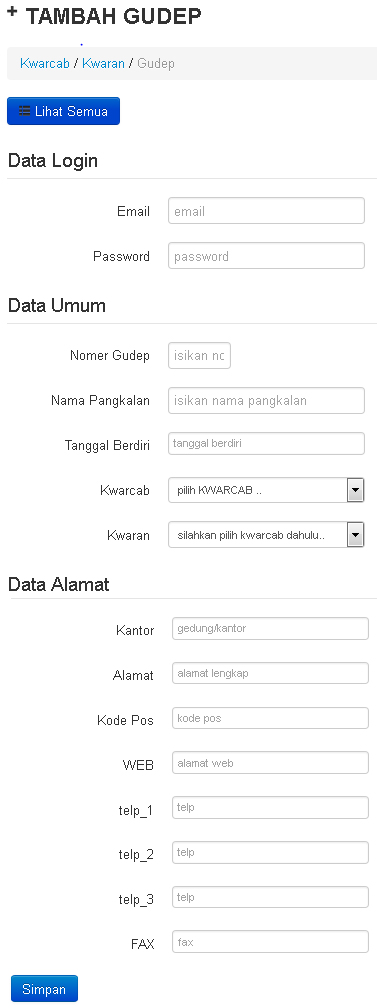 + TAMBAH GUDEP
Kwarcab / Kwaran / Gudep
Lihat Semua
Data Login
Email email
Password password
Data Umum
Nomer Gudep isikan nc
Nama Pangkalan isikan nama pangkalan
Tanggal Berdiri tanggal berdiri
Kwarcab pilih KWARCAB ..
Kwaran silahkan pilih kwarcab dahulu..
Data Alamat
Kantor gedung/kantor
Alamat alamat lengkap
Kode Pos kode pos
WEB alamat web
telp_1 telp
telp_2 telp
telp_3 telp
FAX fax
Simpan